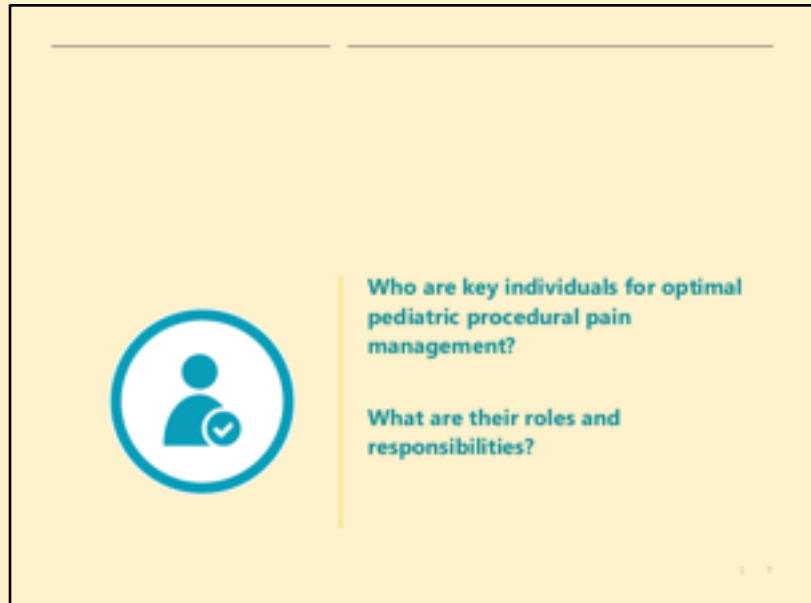 Who are key individuals for optimal
pediatric procedural pain
management?
What are their roles and
responsibilities?